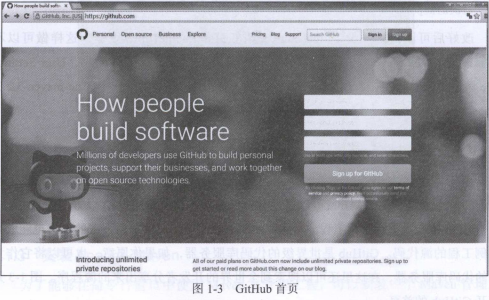 How people build softw
GitHub, Inc. [US] https://github.com
Personal Open source Business Explore Pricing Blog Support Search GitHub Sign in Sign up
How people
build software
Millions of developers use GitHub to build personal
projects, support their businesses, and work together
on open source technologies.
Sign up for GitHub
Introducing unlimited
private repositories
All of our paid plans on GitHub.com now include unlimited private repositories. Sign up to
get started or read more about this change on our blog.
图 1-3 GitHub 首页